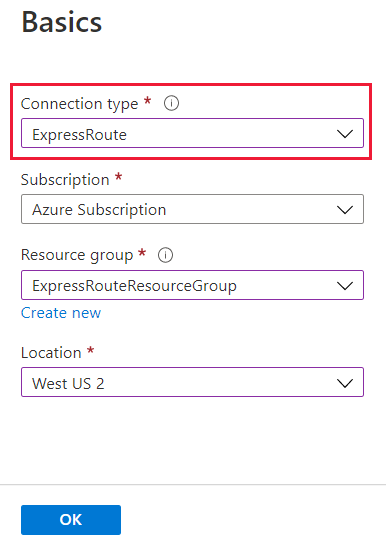 Basics
Connection type *
ExpressRoute
Subscription *
Azure Subscription
Resource group *
ExpressRouteResourceGroup
Create new
Location *
West US 2
OK